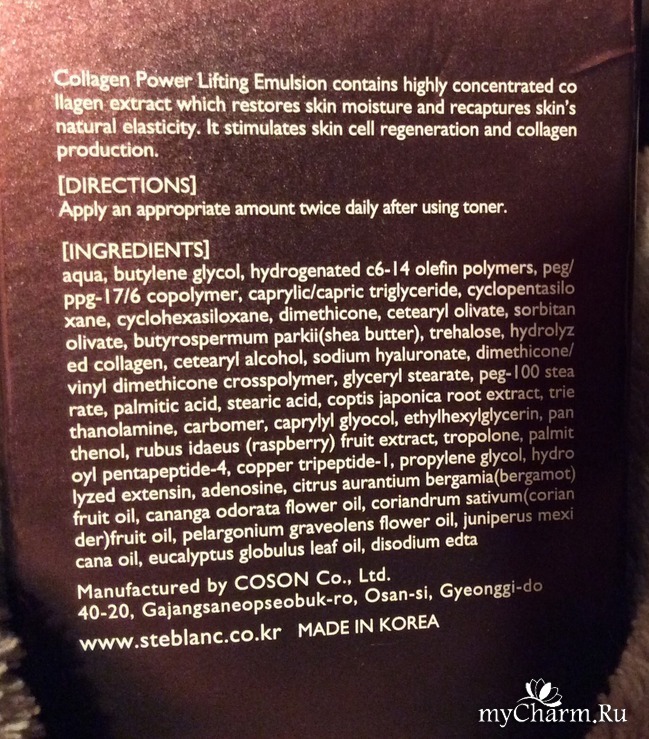 Collagen Power Lifting Emulsion contains highly concentrated co
llagen extract which restores skin moisture and recaptures skin's
natural elasticity. It stimulates skin cell regeneration and collagen
production.
[DIRECTIONS]
Apply an appropriate amount twice daily after using toner.
[INGREDIENTS]
aqua, butylene glycol, hydrogenated c6-14 olefin polymers, peg/
ppg-17/6 copolymer, caprylic/capric triglyceride, cyclopentasilo
xane, cyclohexasiloxane, dimethicone, cetearyl olivate, sorbitan
olivate, butyrospermum parkii(shea butter), trehalose, hydrolyz
ed collagen, cetearyl alcohol, sodium hyaluronate, dimethicone/
vinyl dimethicone crosspolymer, glyceryl stearate, peg-100 stea
rate, palmitic acid, stearic acid, coptis japonica root extract, trie
thanolamine, carbomer, caprylyl glyocol, ethylhexylglycerin, pan
thenol, rubus idaeus (raspberry) fruit extract, tropolone, palmit
oyl pentapeptide-4, copper tripeptide-1, propylene glycol, hydro
lyzed extensin, adenosine, citrus aurantium bergamia(bergamot)
fruit oil, cananga odorata flower oil, coriandrum sativum(corian
der)fruit oil, pelargonium graveolens flower oil, juniperus mexi
cana oil, eucalyptus globulus leaf oil, disodium edta
Manufactured by COSON Co., Ltd.
40-20, Gajangsaneopseobuk-ro, Osan-si, Gyeonggi-do
www.steblanc.co.kr MADE IN KOREA
myCharm.Ru